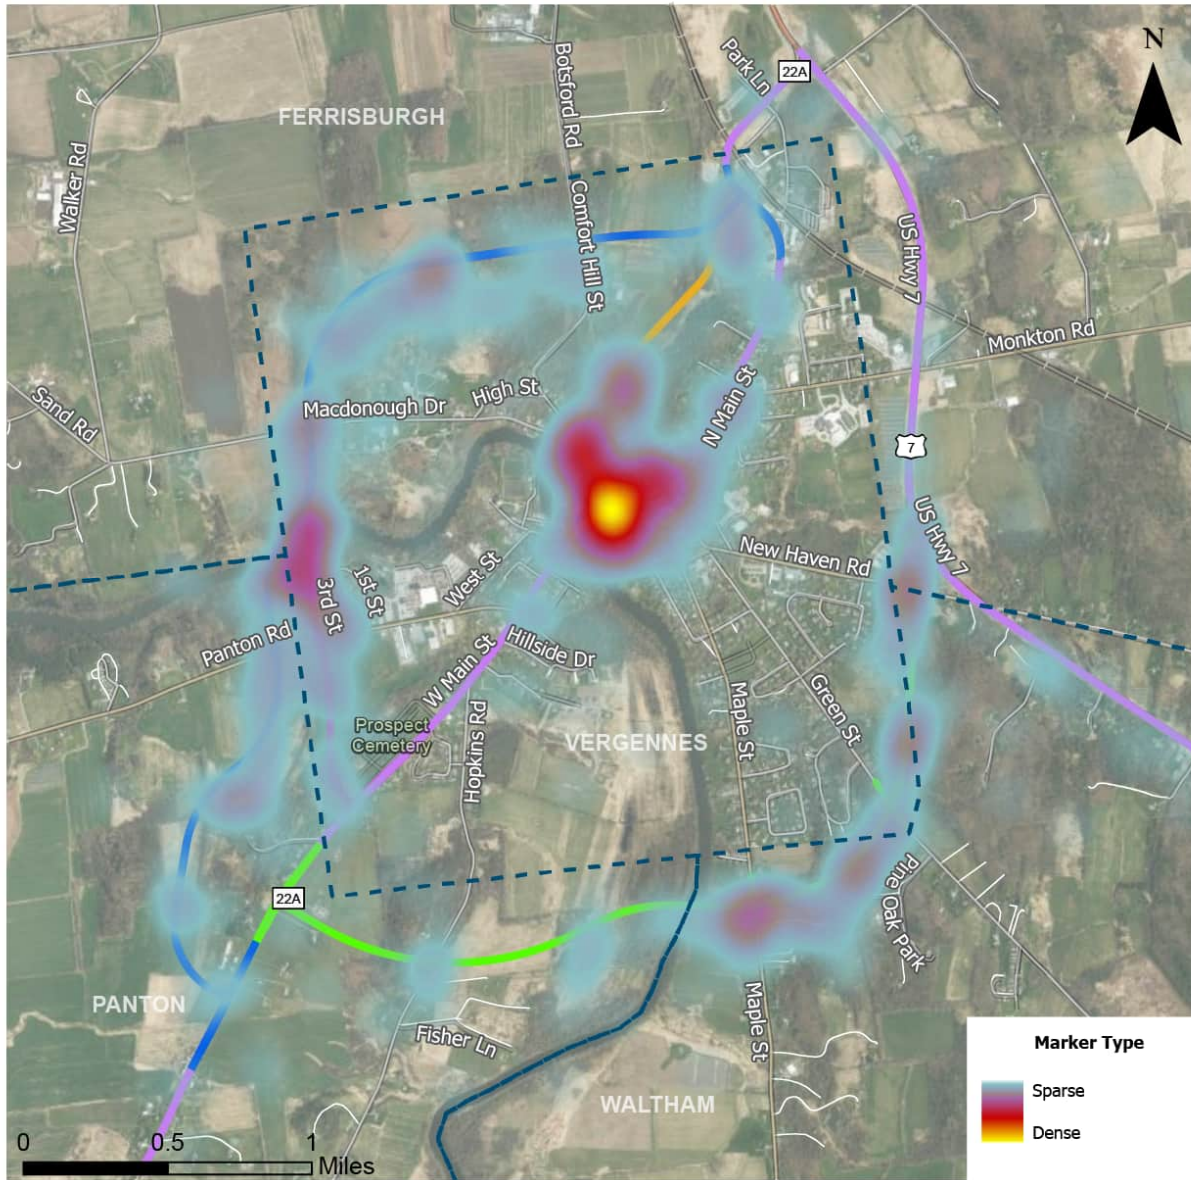 N
Park Ln
22A
Botsford Rd
FERRISBURGH
Walker Rd
Comfort Hill St
US Hwy 7
Monkton Rd
Sand Rd
Macdonough Dr
High St
N Main St
7
US Hwy 7
New Haven Rd
1st St
West St
3rd St
Panton Rd
Hillside Dr
W Main St
Prospect
Cemetery
Hopkins Rd
VERGENNES
Maple St
Green St
22A
Pine Oak Park
PANTON
Fisher Ln
Maple St
WALTHAM
Marker Type
Sparse
Dense
0 0.5 1
Miles